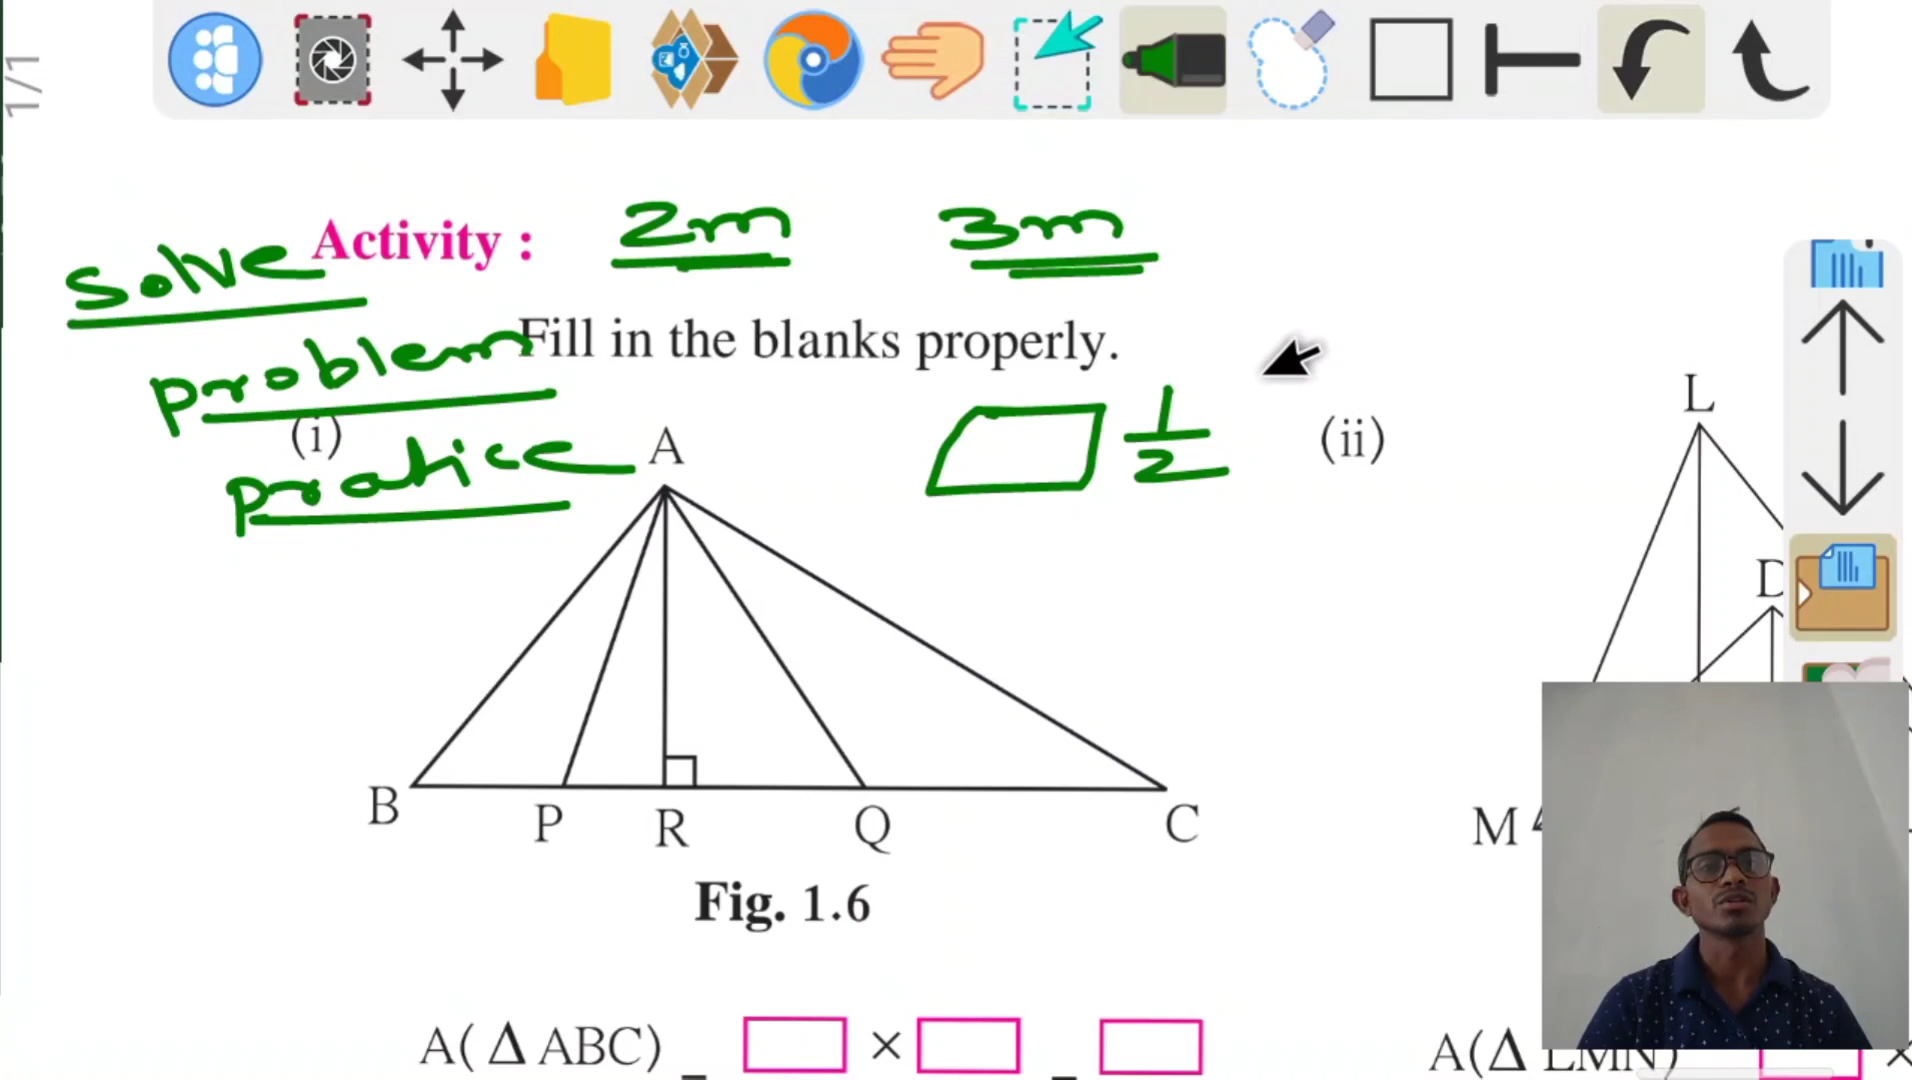 1/1
Activity :
2m
3m
Solve
Fill in the blanks properly.
problem
(i)
pratice
A
1/2
(ii)
L
D
B
P
R
Q
C
M
Fig. 1.6
A( Δ ABC)
×
A(Δ LMN)
×